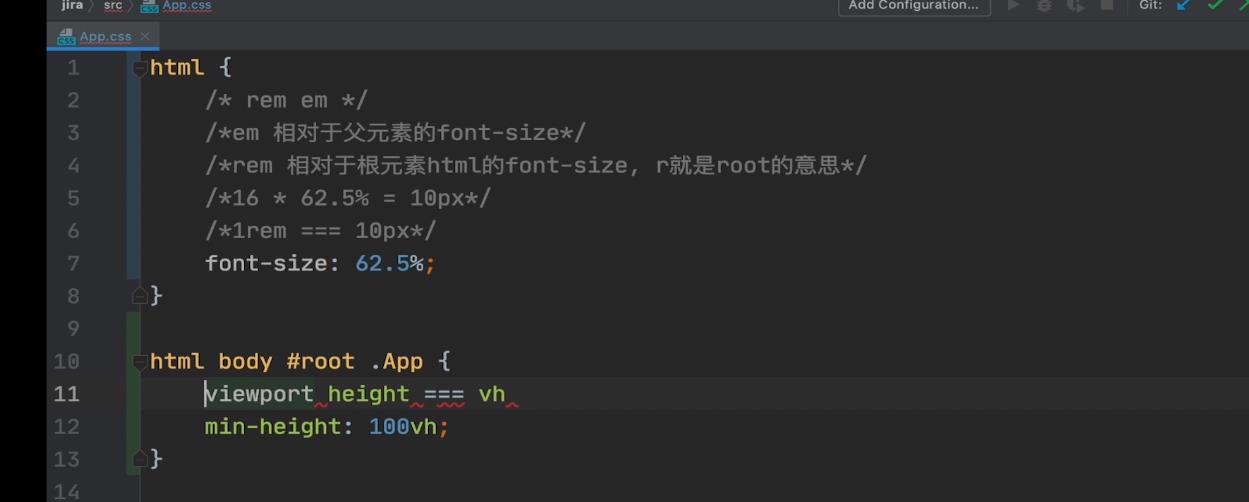 jira 〉 src 〉 App.css Add Configuration... Git:
App.css ×
1 html {
2 /* rem em */
3 /*em 相对于父元素的font-size*/
4 /*rem 相对于根元素html的font-size, r就是root的意思*/
5 /*16 * 62.5% = 10px*/
6 /*1rem === 10px*/
7 font-size: 62.5%;
8 }
9
10 html body #root .App {
11 viewport height === vh
12 min-height: 100vh;
13 }
14